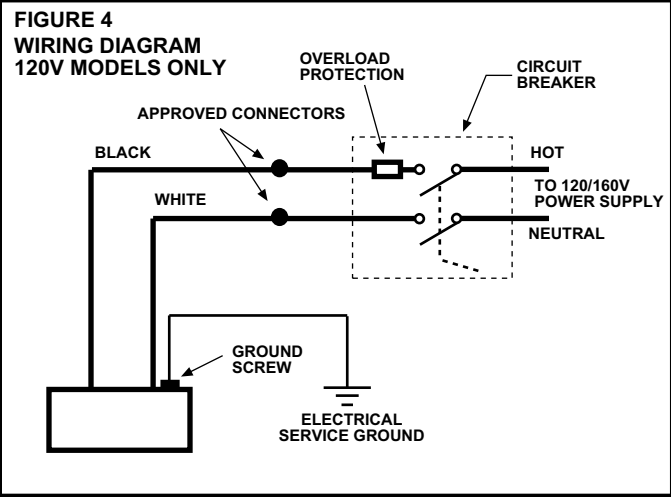 FIGURE 4
WIRING DIAGRAM
120V MODELS ONLY
OVERLOAD
PROTECTION
CIRCUIT
BREAKER
APPROVED CONNECTORS
BLACK
HOT
TO 120/160V
POWER SUPPLY
WHITE
NEUTRAL
GROUND
SCREW
ELECTRICAL
SERVICE GROUND